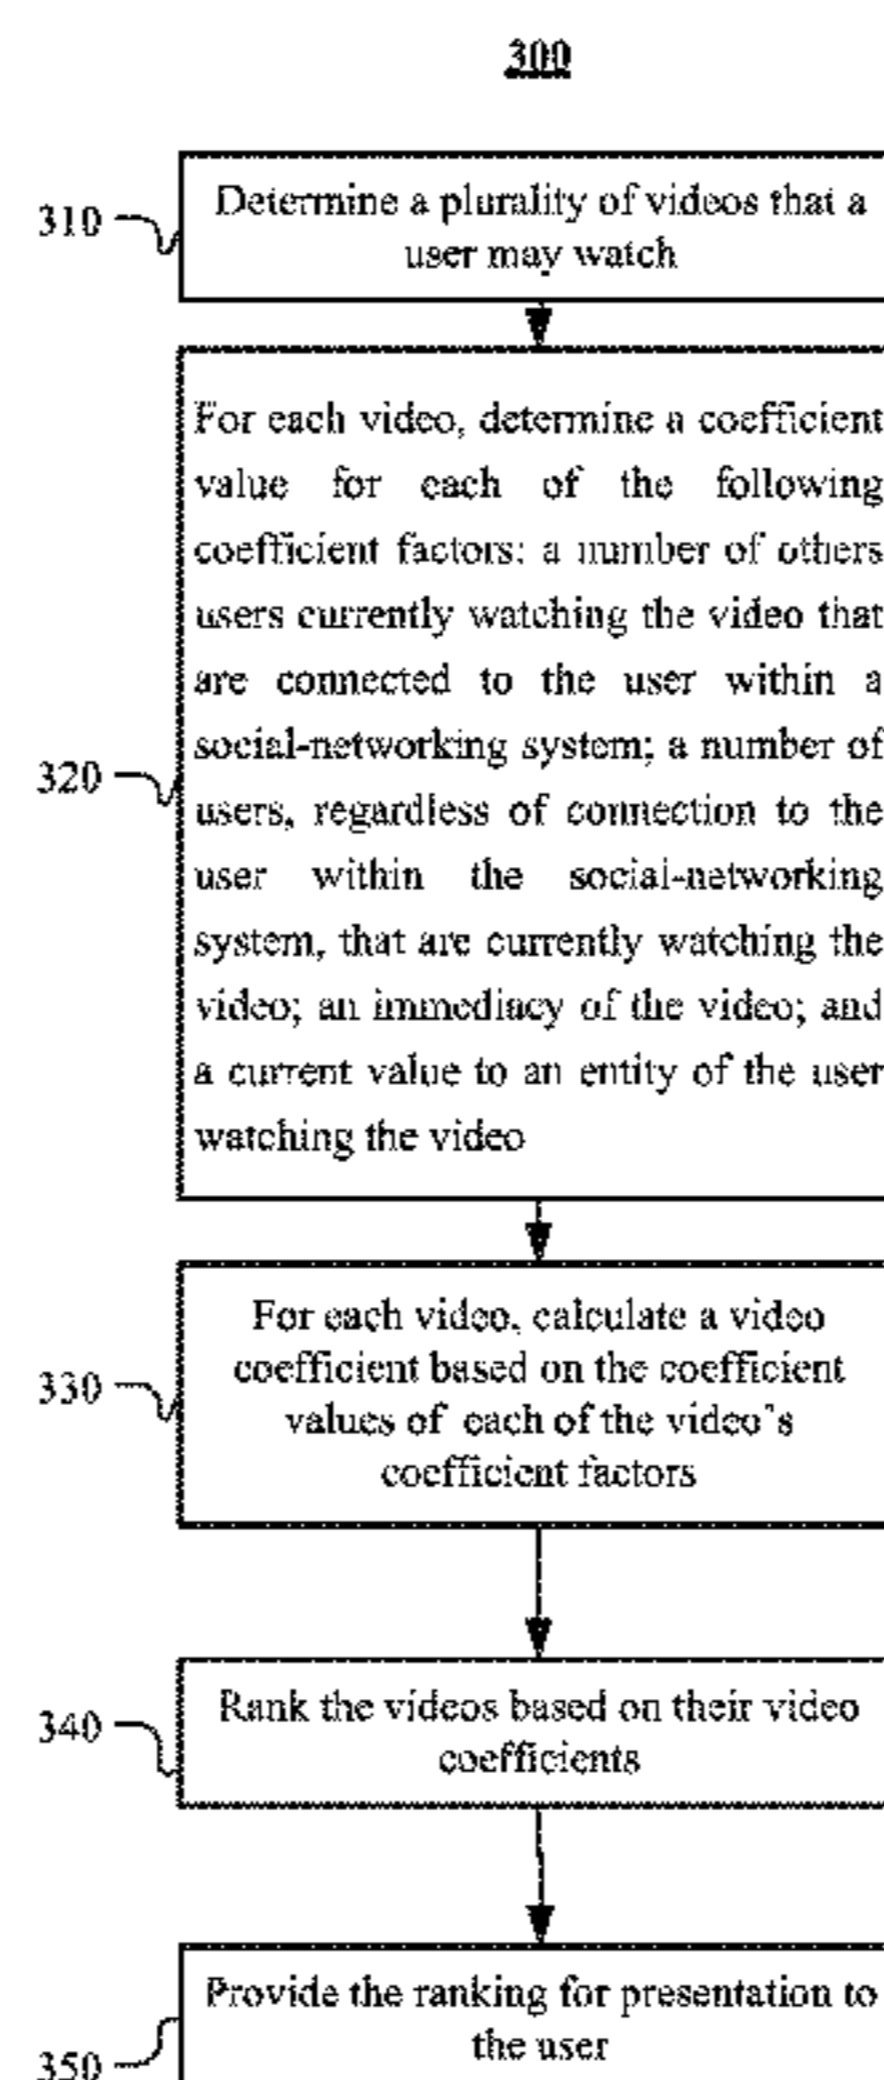 300
310
Determine a plurality of videos that a
user may watch
320
For each video, determine a coefficient
value for each of the following
coefficient factors: a number of others
users currently watching the video that
are connected to the user within a
social-networking system; a number of
users, regardless of connection to the
user within the social-networking
system, that are currently watching the
video; an immediacy of the video; and
a current value to an entity of the user
watching the video
330
For each video, calculate a video
coefficient based on the coefficient
values of each of the video's
coefficient factors
340
Rank the videos based on their video
coefficients
350
Provide the ranking for presentation to
the user